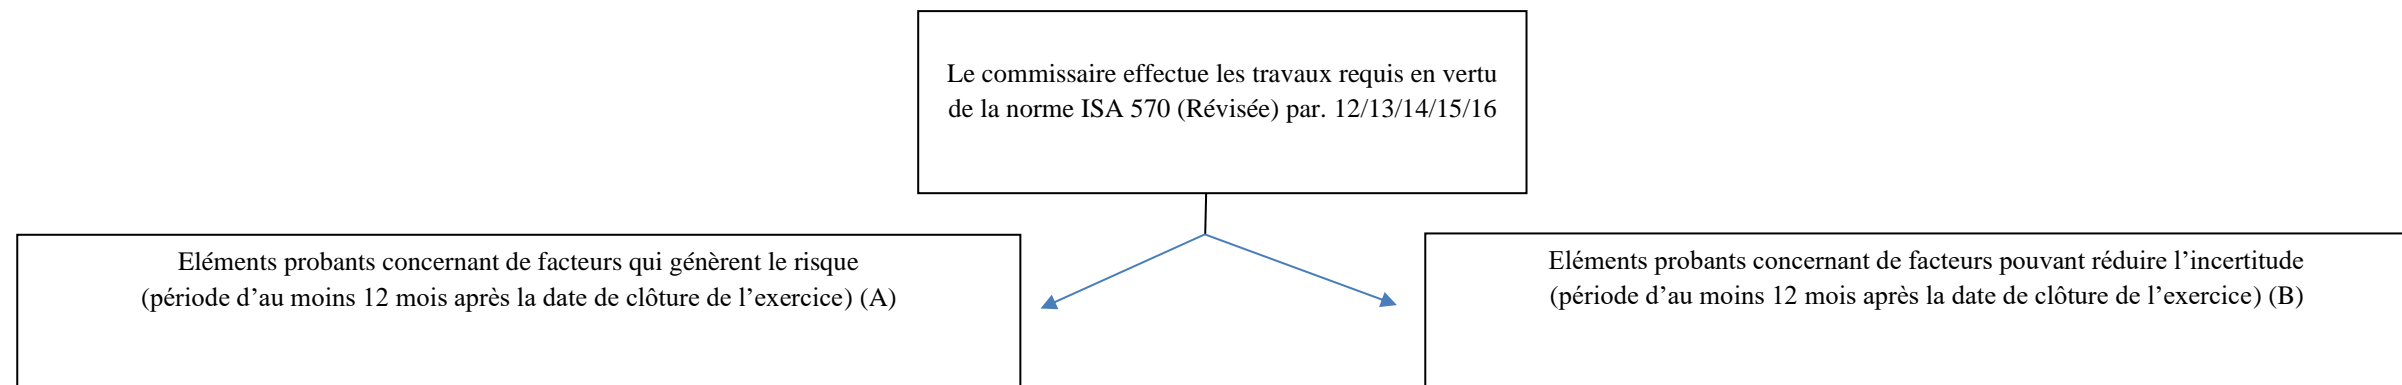 Le commissaire effectue les travaux requis en vertu
de la norme ISA 570 (Révisée) par. 12/13/14/15/16
Eléments probants concernant de facteurs qui génèrent le risque
(période d’au moins 12 mois après la date de clôture de l’exercice) (A)
Eléments probants concernant de facteurs pouvant réduire l’incertitude
(période d’au moins 12 mois après la date de clôture de l’exercice) (B)